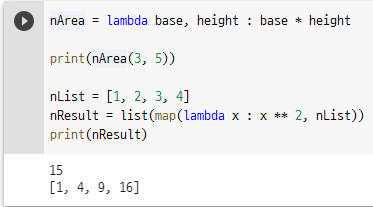 nArea = lambda base, height : base * height
print(nArea(3, 5))
nList = [1, 2, 3, 4]
nResult = list(map(lambda x : x ** 2, nList))
print(nResult)
15
[1, 4, 9, 16]